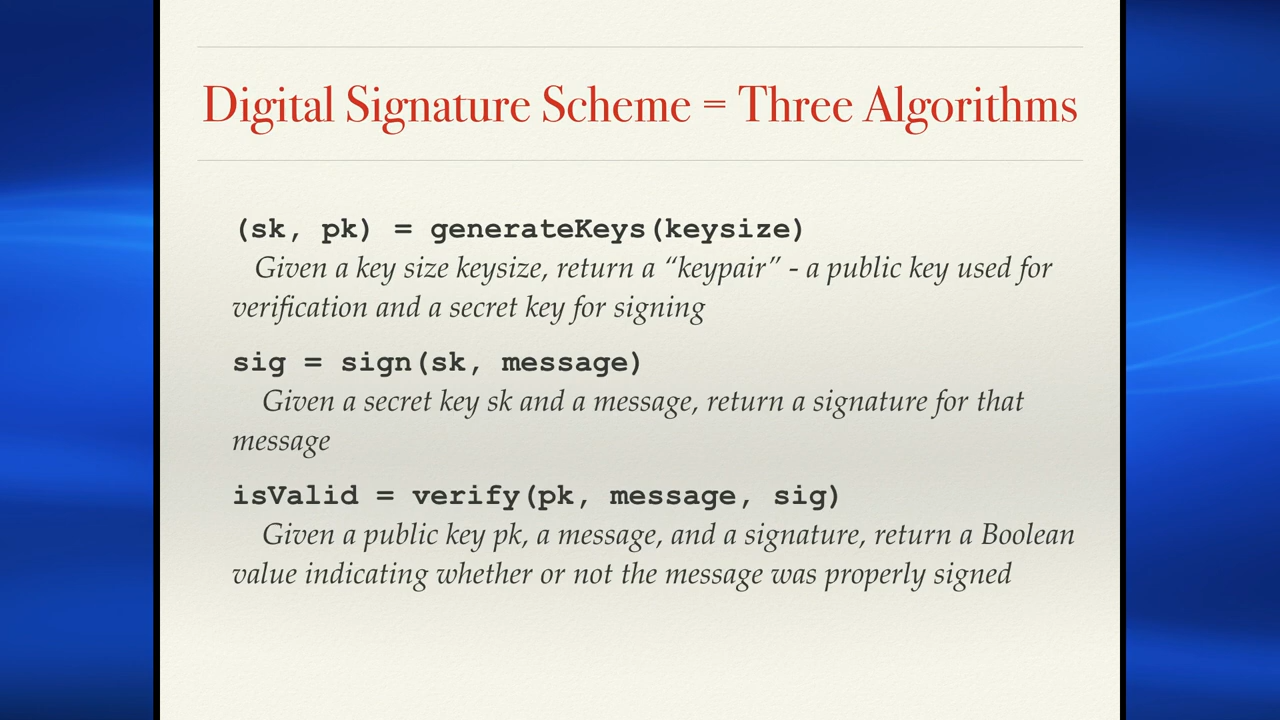 Digital Signature Scheme = Three Algorithms
(sk, pk) = generateKeys(keysize)
Given a key size keysize, return a “keypair” - a public key used for
verification and a secret key for signing
sig = sign(sk, message)
Given a secret key sk and a message, return a signature for that
message
isValid = verify(pk, message, sig)
Given a public key pk, a message, and a signature, return a Boolean
value indicating whether or not the message was properly signed